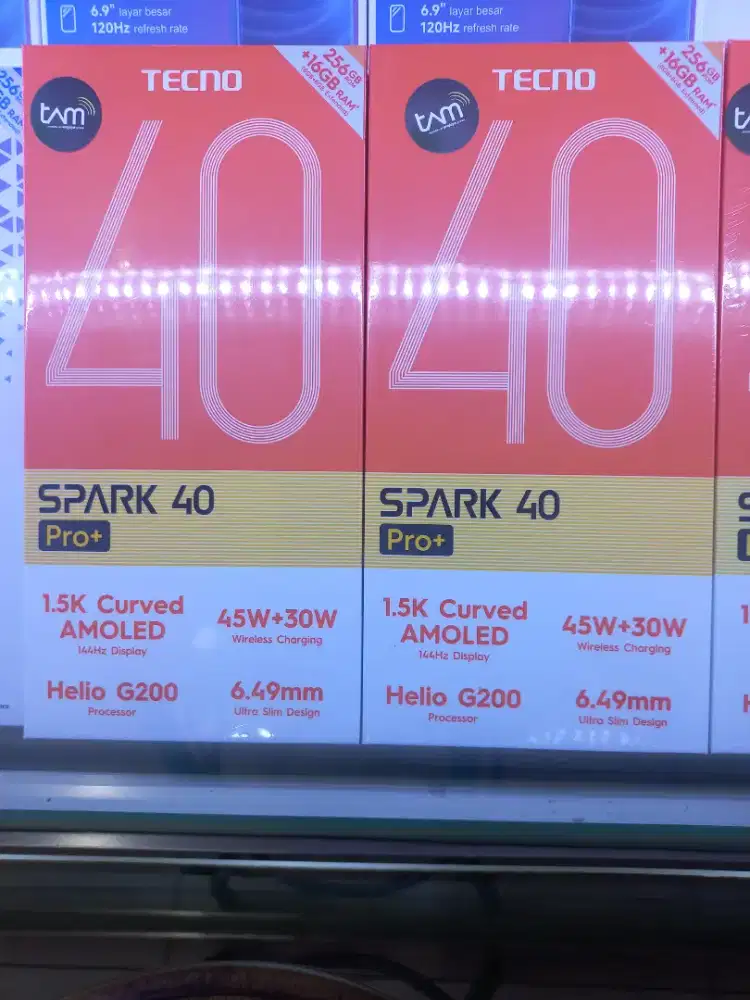 6.9" layar besar
120Hz refresh rate
6.9" layar besar
120Hz refresh rate
TECNO
256GB
+16GB RAM*
tam
40
SPARK 40
Pro+
1.5K Curved
AMOLED
144Hz Display
45W+30W
Wireless Charging
Helio G200
Processor
6.49mm
Ultra Slim Design
TECNO
256GB
+16GB RAM*
tam
40
SPARK 40
Pro+
1.5K Curved
AMOLED
144Hz Display
45W+30W
Wireless Charging
Helio G200
Processor
6.49mm
Ultra Slim Design